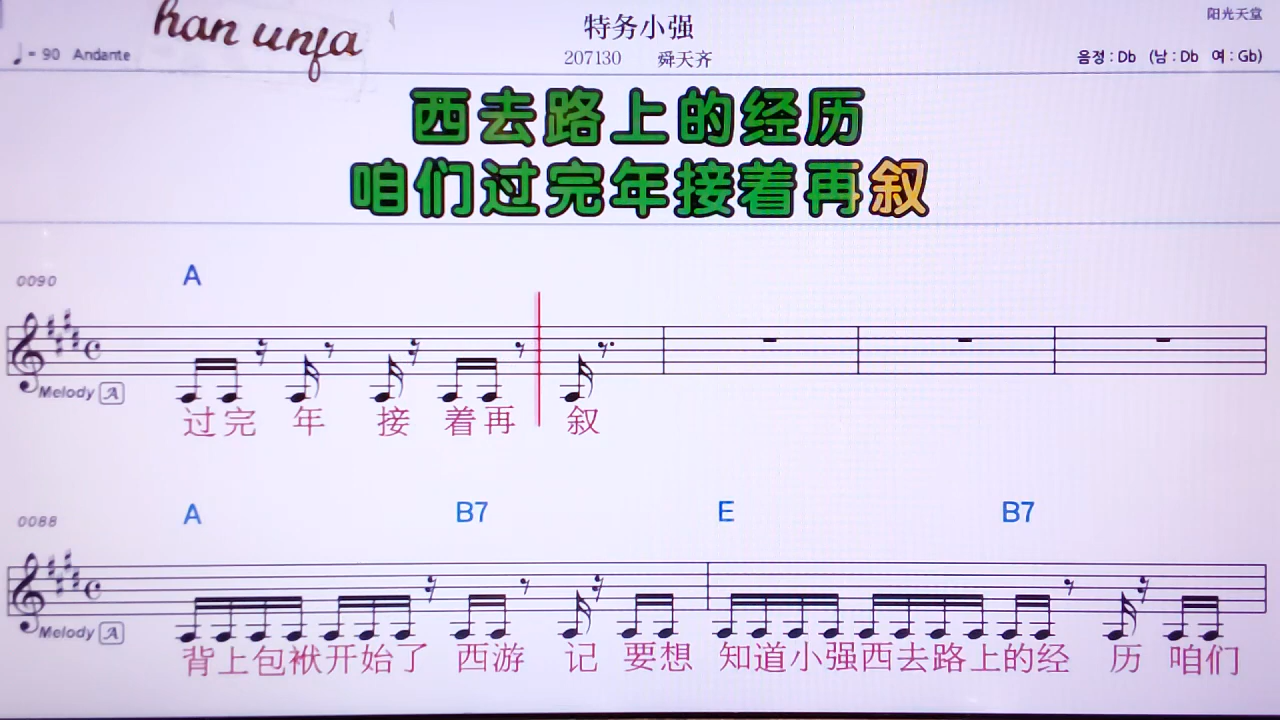 han unja
特务小强
阳光天堂
♩= 90 Andante
207130 舜天齐
음정 : Db (남 : Db 여 : Gb)
西去路上的经历
咱们过完年接着再叙
0090
A
Melody A
过完 年 接 着再 叙
0088
A B7 E B7
Melody A
背上包袱开始了 西游 记 要想 知道小强西去路上的经 历 咱们